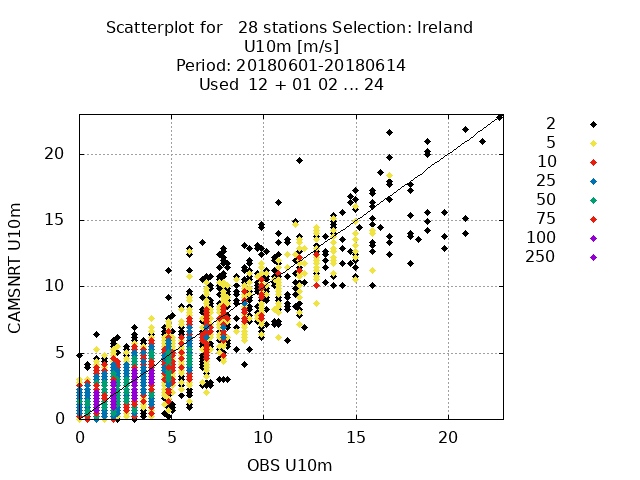 Scatterplot for   28 stations Selection: Ireland
U10m [m/s]
Period: 20180601-20180614
Used  12 + 01 02 ... 24
2
5
10
25
50
75
100
250
20
15
10
5
0
CAMSNRT U10m
0 5 10 15 20
OBS U10m